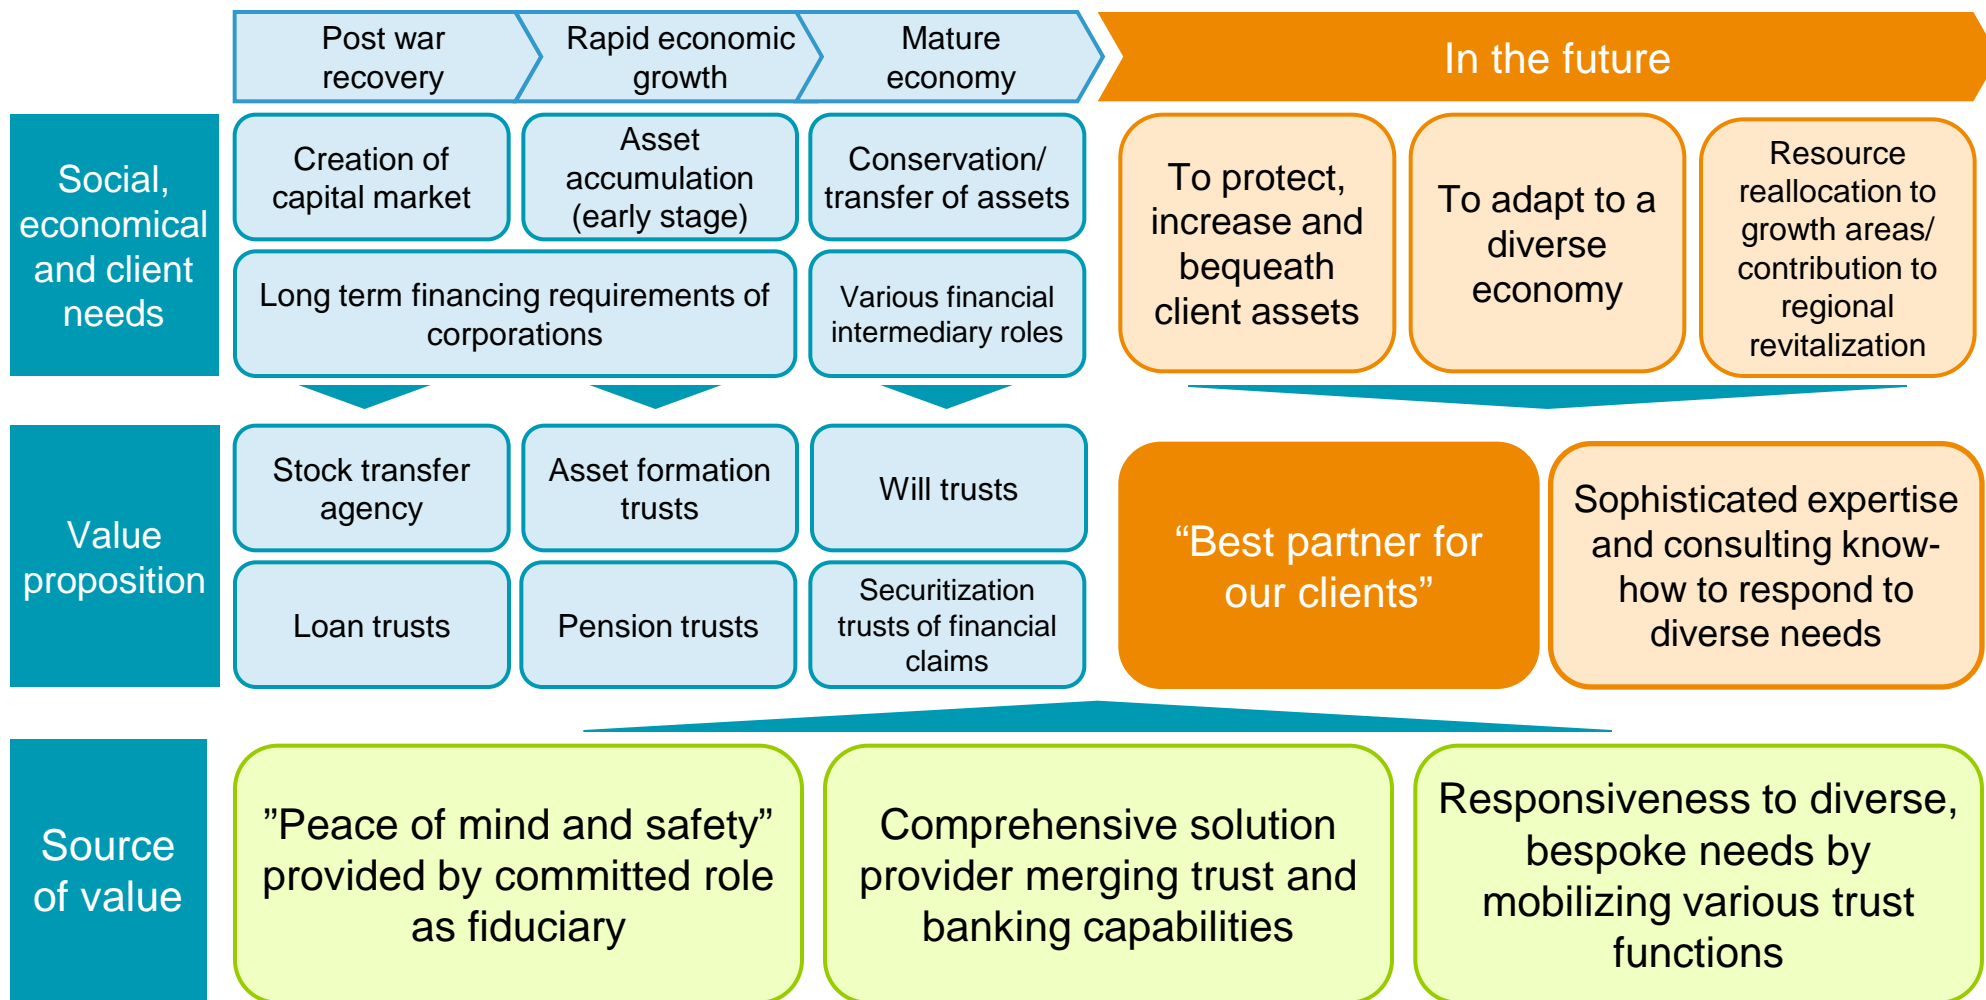 Post war
recovery
Rapid economic
growth
Mature
economy
In the future
Social,
economical
and client
needs
Creation of
capital market
Asset
accumulation
(early stage)
Conservation/
transfer of assets
Long term financing requirements of
corporations
Various financial
intermediary roles
To protect,
increase and
bequeath
client assets
To adapt to a
diverse
economy
Resource
reallocation to
growth areas/
contribution to
regional
revitalization
Value
proposition
Stock transfer
agency
Asset formation
trusts
Will trusts
Loan trusts
Pension trusts
Securitization
trusts of financial
claims
“Best partner for
our clients”
Sophisticated expertise
and consulting know-
how to respond to
diverse needs
Source
of value
”Peace of mind and safety”
provided by committed role
as fiduciary
Comprehensive solution
provider merging trust and
banking capabilities
Responsiveness to diverse,
bespoke needs by
mobilizing various trust
functions